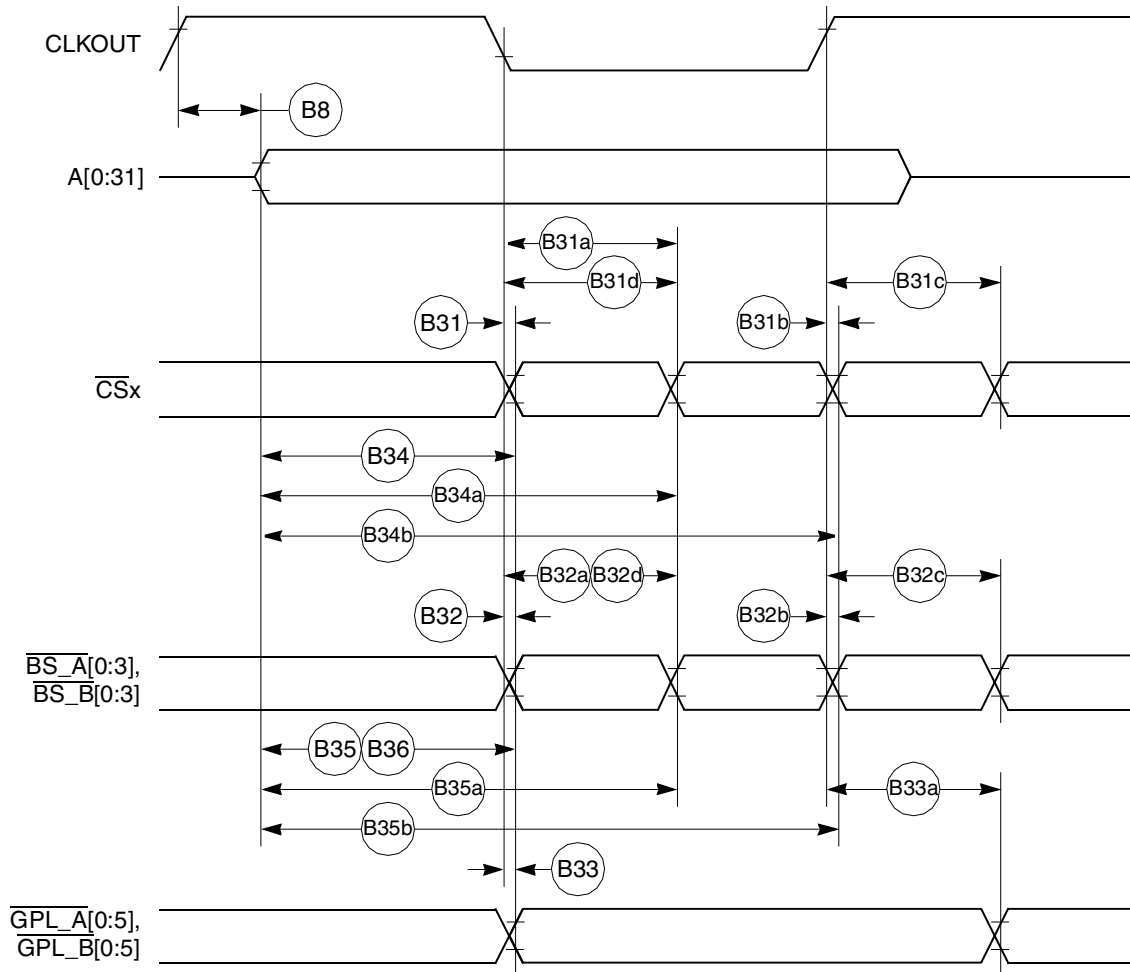 CLKOUT
B8
A[0:31]
B31a
B31d
B31c
B31
B31b
CSx
B34
B34a
B34b
B32a B32d
B32c
B32
B32b
BS_A[0:3],
BS_B[0:3]
B35 B36
B35a
B33a
B35b
B33
GPL_A[0:5],
GPL_B[0:5]